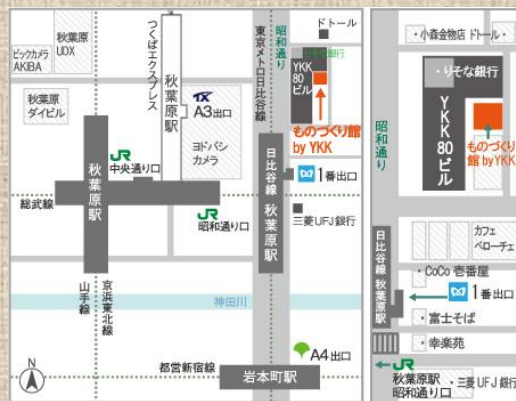 秋葉原
UDX
ビックカメラ
AKIBA
つくばエクスプレス
秋葉原駅
TX
A3出口
秋葉原
ダイビル
ヨドバシ
カメラ
JR
中央通り口
秋葉原駅
総武線
JR
昭和通り口
山手線
京浜東北線
神田川
都営新宿線
岩本町駅
A4出口
N
東京メトロ日比谷線
昭和通り
ドトール
りそな銀行
YKK
80
ビル
ものづくり館
by YKK
日比谷線 秋葉原駅
1番出口
三菱UFJ銀行
・小森金物店 ドトール・
・りそな銀行
YKK80ビル
ものづくり
館 by YKK
昭和通り
カフェ
ベローチェ
日比谷線 秋葉原駅
・CoCo 壱番屋
1番出口
・富士そば
・幸楽苑
JR
秋葉原駅
昭和通り口
・三菱UFJ銀行